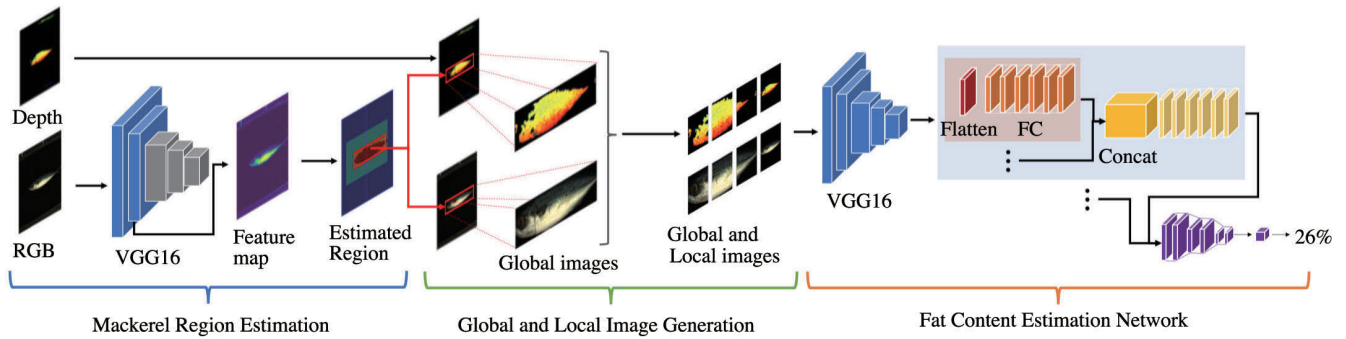 Depth
RGB
VGG16
Feature
map
Estimated
Region
Global images
Global and
Local images
VGG16
Flatten
FC
Concat
26%
Mackerel Region Estimation
Global and Local Image Generation
Fat Content Estimation Network